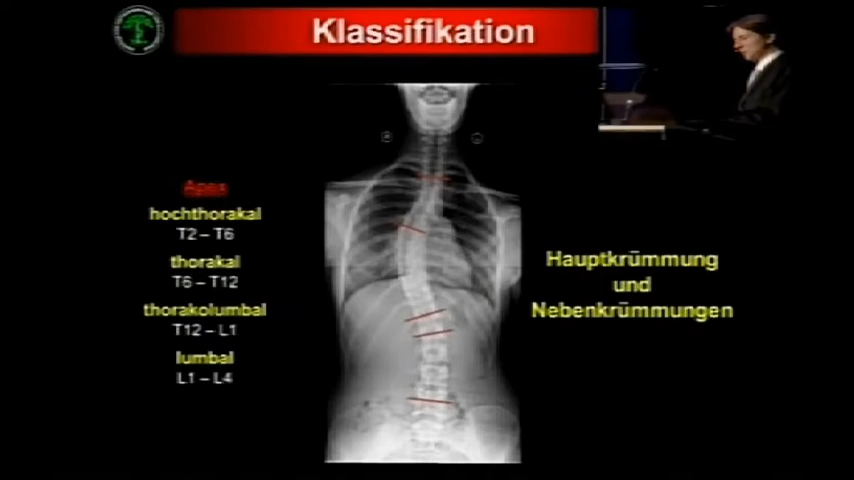 Klassifikation
Apex
hochthorakal
T2 – T6
thorakal
T6 – T12
thorakolumbal
T12 – L1
lumbal
L1 – L4
Hauptkrümmung
und
Nebenkrümmungen